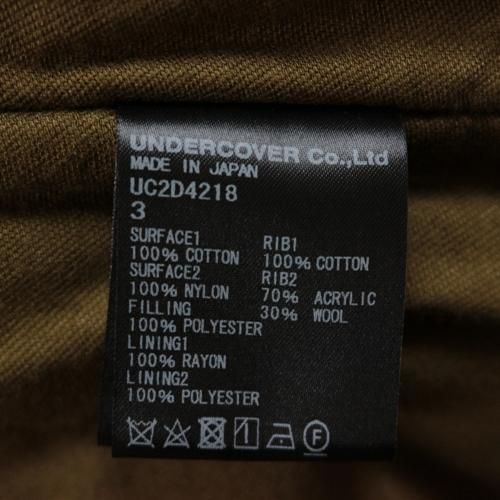 UNDERCOVER Co.,Ltd
MADE IN JAPAN
UC2D4218
3
SURFACE1
100% COTTON
SURFACE2
100% NYLON
FILLING
100% POLYESTER
LINING1
100% RAYON
LINING2
100% POLYESTER
RIB1
100% COTTON
RIB2
70% ACRYLIC
30% WOOL
F